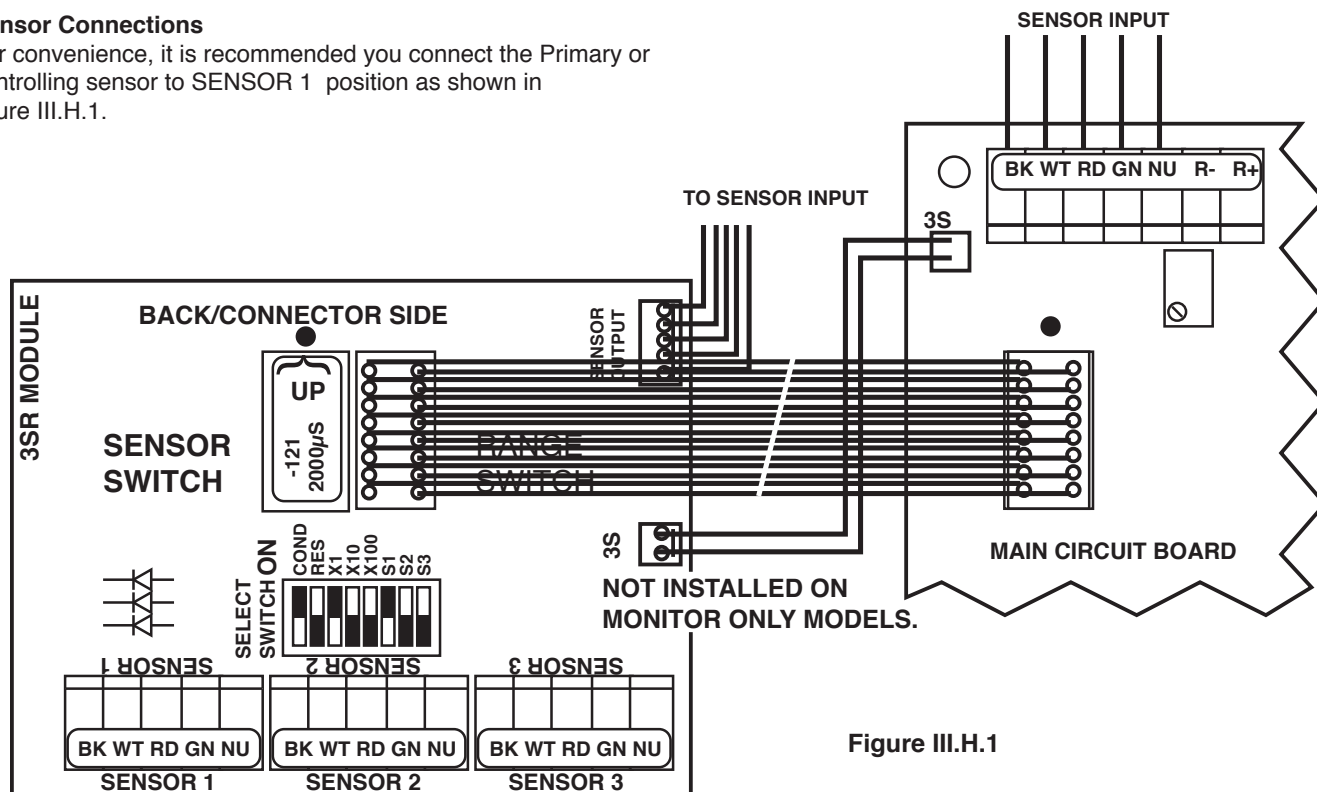 nsor Connections
r convenience, it is recommended you connect the Primary or
ntrolling sensor to SENSOR 1 position as shown in
ure III.H.1.
SENSOR INPUT
BK WT RD GN NU R- R+
TO SENSOR INPUT
3S
3SR MODULE
BACK/CONNECTOR SIDE
SENSOR
OUTPUT
UP
-121
2000µS
SENSOR
SWITCH
RANGE
SWITCH
MAIN CIRCUIT BOARD
3S
NOT INSTALLED ON
MONITOR ONLY MODELS.
SELECT
SWITCH ON
COND
RES
X1
X10
X100
S1
S2
S3
SENSOR 1
SENSOR 2
SENSOR 3
BK WT RD GN NU
BK WT RD GN NU
BK WT RD GN NU
SENSOR 1
SENSOR 2
SENSOR 3
Figure III.H.1